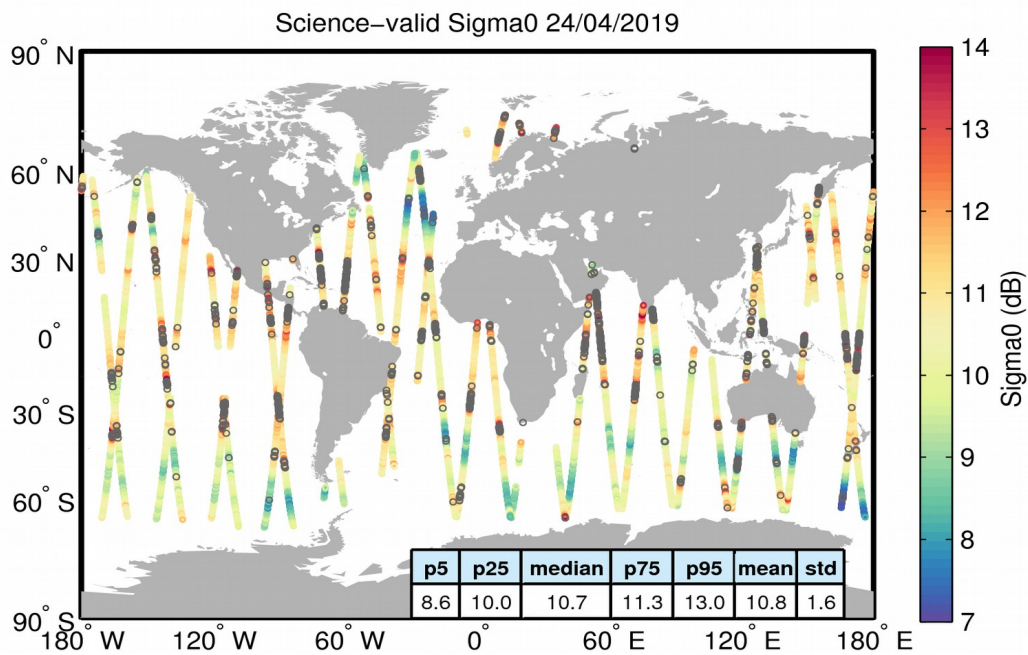 Science−valid Sigma0 24/04/2019
90° N
60° N
30° N
0°
30° S
60° S
90° S
180° W
120° W
60° W
0°
60° E
120° E
180° E
14
13
12
11
10
9
8
7
Sigma0 (dB)
p5 p25 median p75 p95 mean std
8.6 10.0 10.7 11.3 13.0 10.8 1.6